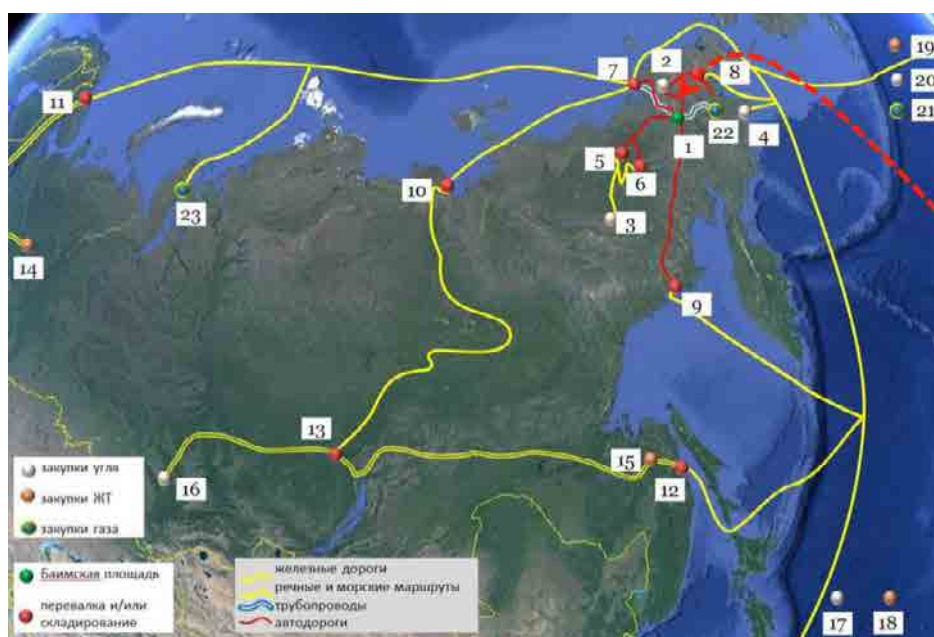 19
20
21
7
2
8
11
22
4
1
5
6
10
3
23
14
9
13
15
12
16
17
18
закупки угля
закупки ЖТ
закупки газа
Баимская площадь
перевалка и/или
складирование
железные дороги
речные и морские маршруты
трубопроводы
автодороги